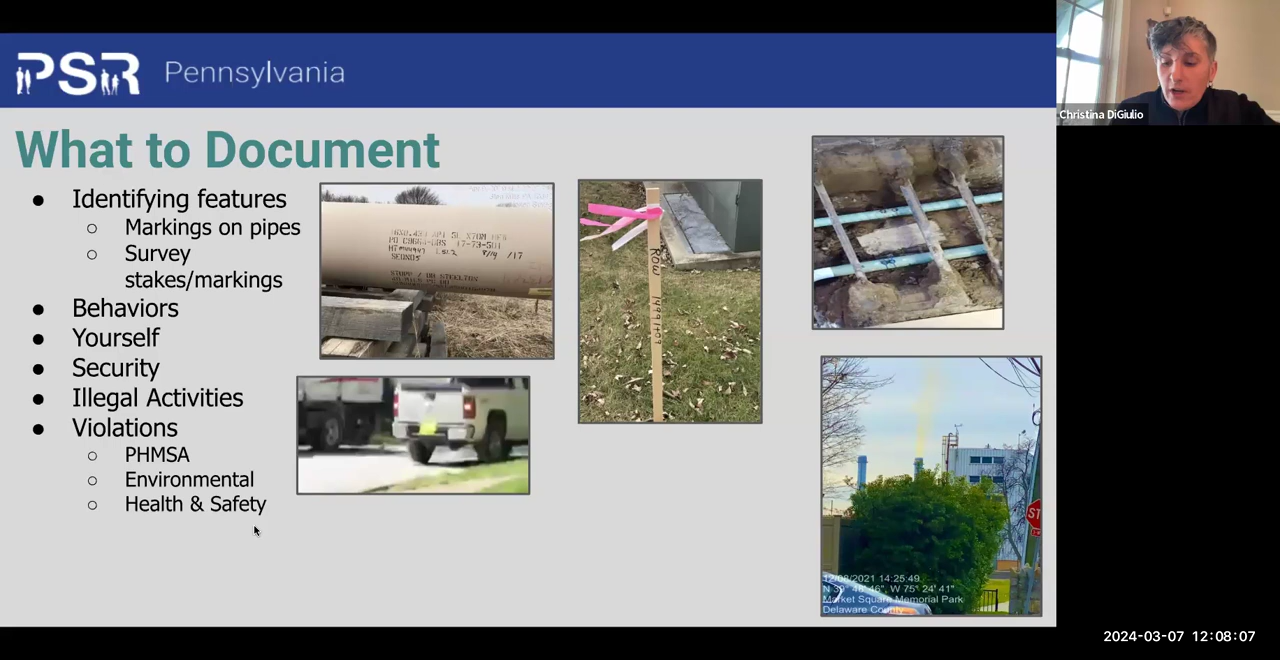 PSR Pennsylvania
Christina DiGiulio
What to Document
Identifying features
Markings on pipes
Survey
stakes/markings
Behaviors
Yourself
Security
Illegal Activities
Violations
PHMSA
Environmental
Health & Safety
ROW
12/08/2021 14:25:49
Market Square Memorial Park
Delaware County
ST
2024-03-07 12:08:07